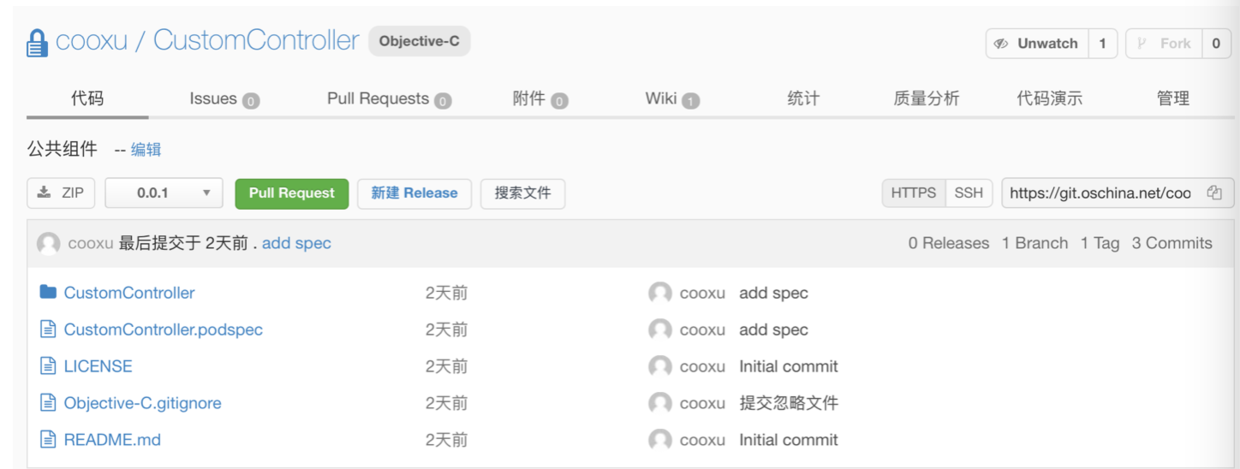 cooxu / CustomController Objective-C Unwatch 1 Fork 0
代码 Issues 0 Pull Requests 0 附件 0 Wiki 1 统计 质量分析 代码演示 管理
公共组件 -- 编辑
ZIP 0.0.1 Pull Request 新建 Release 搜索文件 HTTPS SSH https://git.oschina.net/coo
cooxu 最后提交于 2天前 . add spec 0 Releases 1 Branch 1 Tag 3 Commits
CustomController 2天前 cooxu add spec
CustomController.podspec 2天前 cooxu add spec
LICENSE 2天前 cooxu Initial commit
Objective-C.gitignore 2天前 cooxu 提交忽略文件
README.md 2天前 cooxu Initial commit